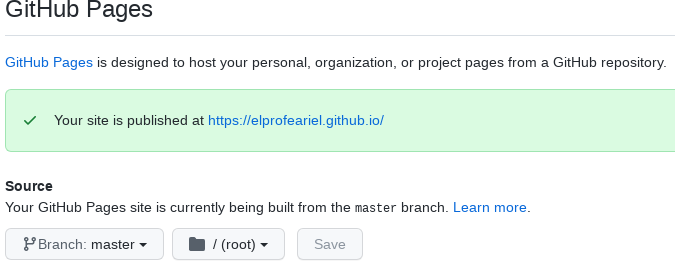 GitHub Pages
GitHub Pages is designed to host your personal, organization, or project pages from a GitHub repository.
Your site is published at https://elprofeariel.github.io/
Source
Your GitHub Pages site is currently being built from the master branch. Learn more.
Branch: master / (root) Save